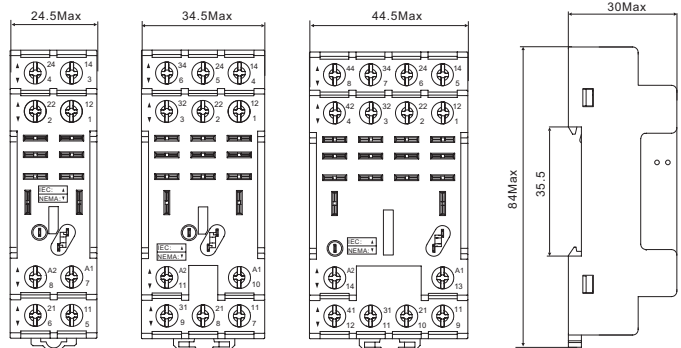 24.5Max 34.5Max 44.5Max 30Max
24 14 34 24 14 44 34 24 14
4 3 6 5 4 8 7 6 5
22 12 32 22 12 42 32 22 12
2 1 3 2 1 4 3 2 1
84Max
35.5
IEC:
NEMA:
IEC:
NEMA:
IEC:
NEMA:
A2 A1 A2 A1 A2 A1
8 7 11 10 14 13
21 11 31 21 11 41 31 21 11
6 5 9 8 7 12 11 10 9